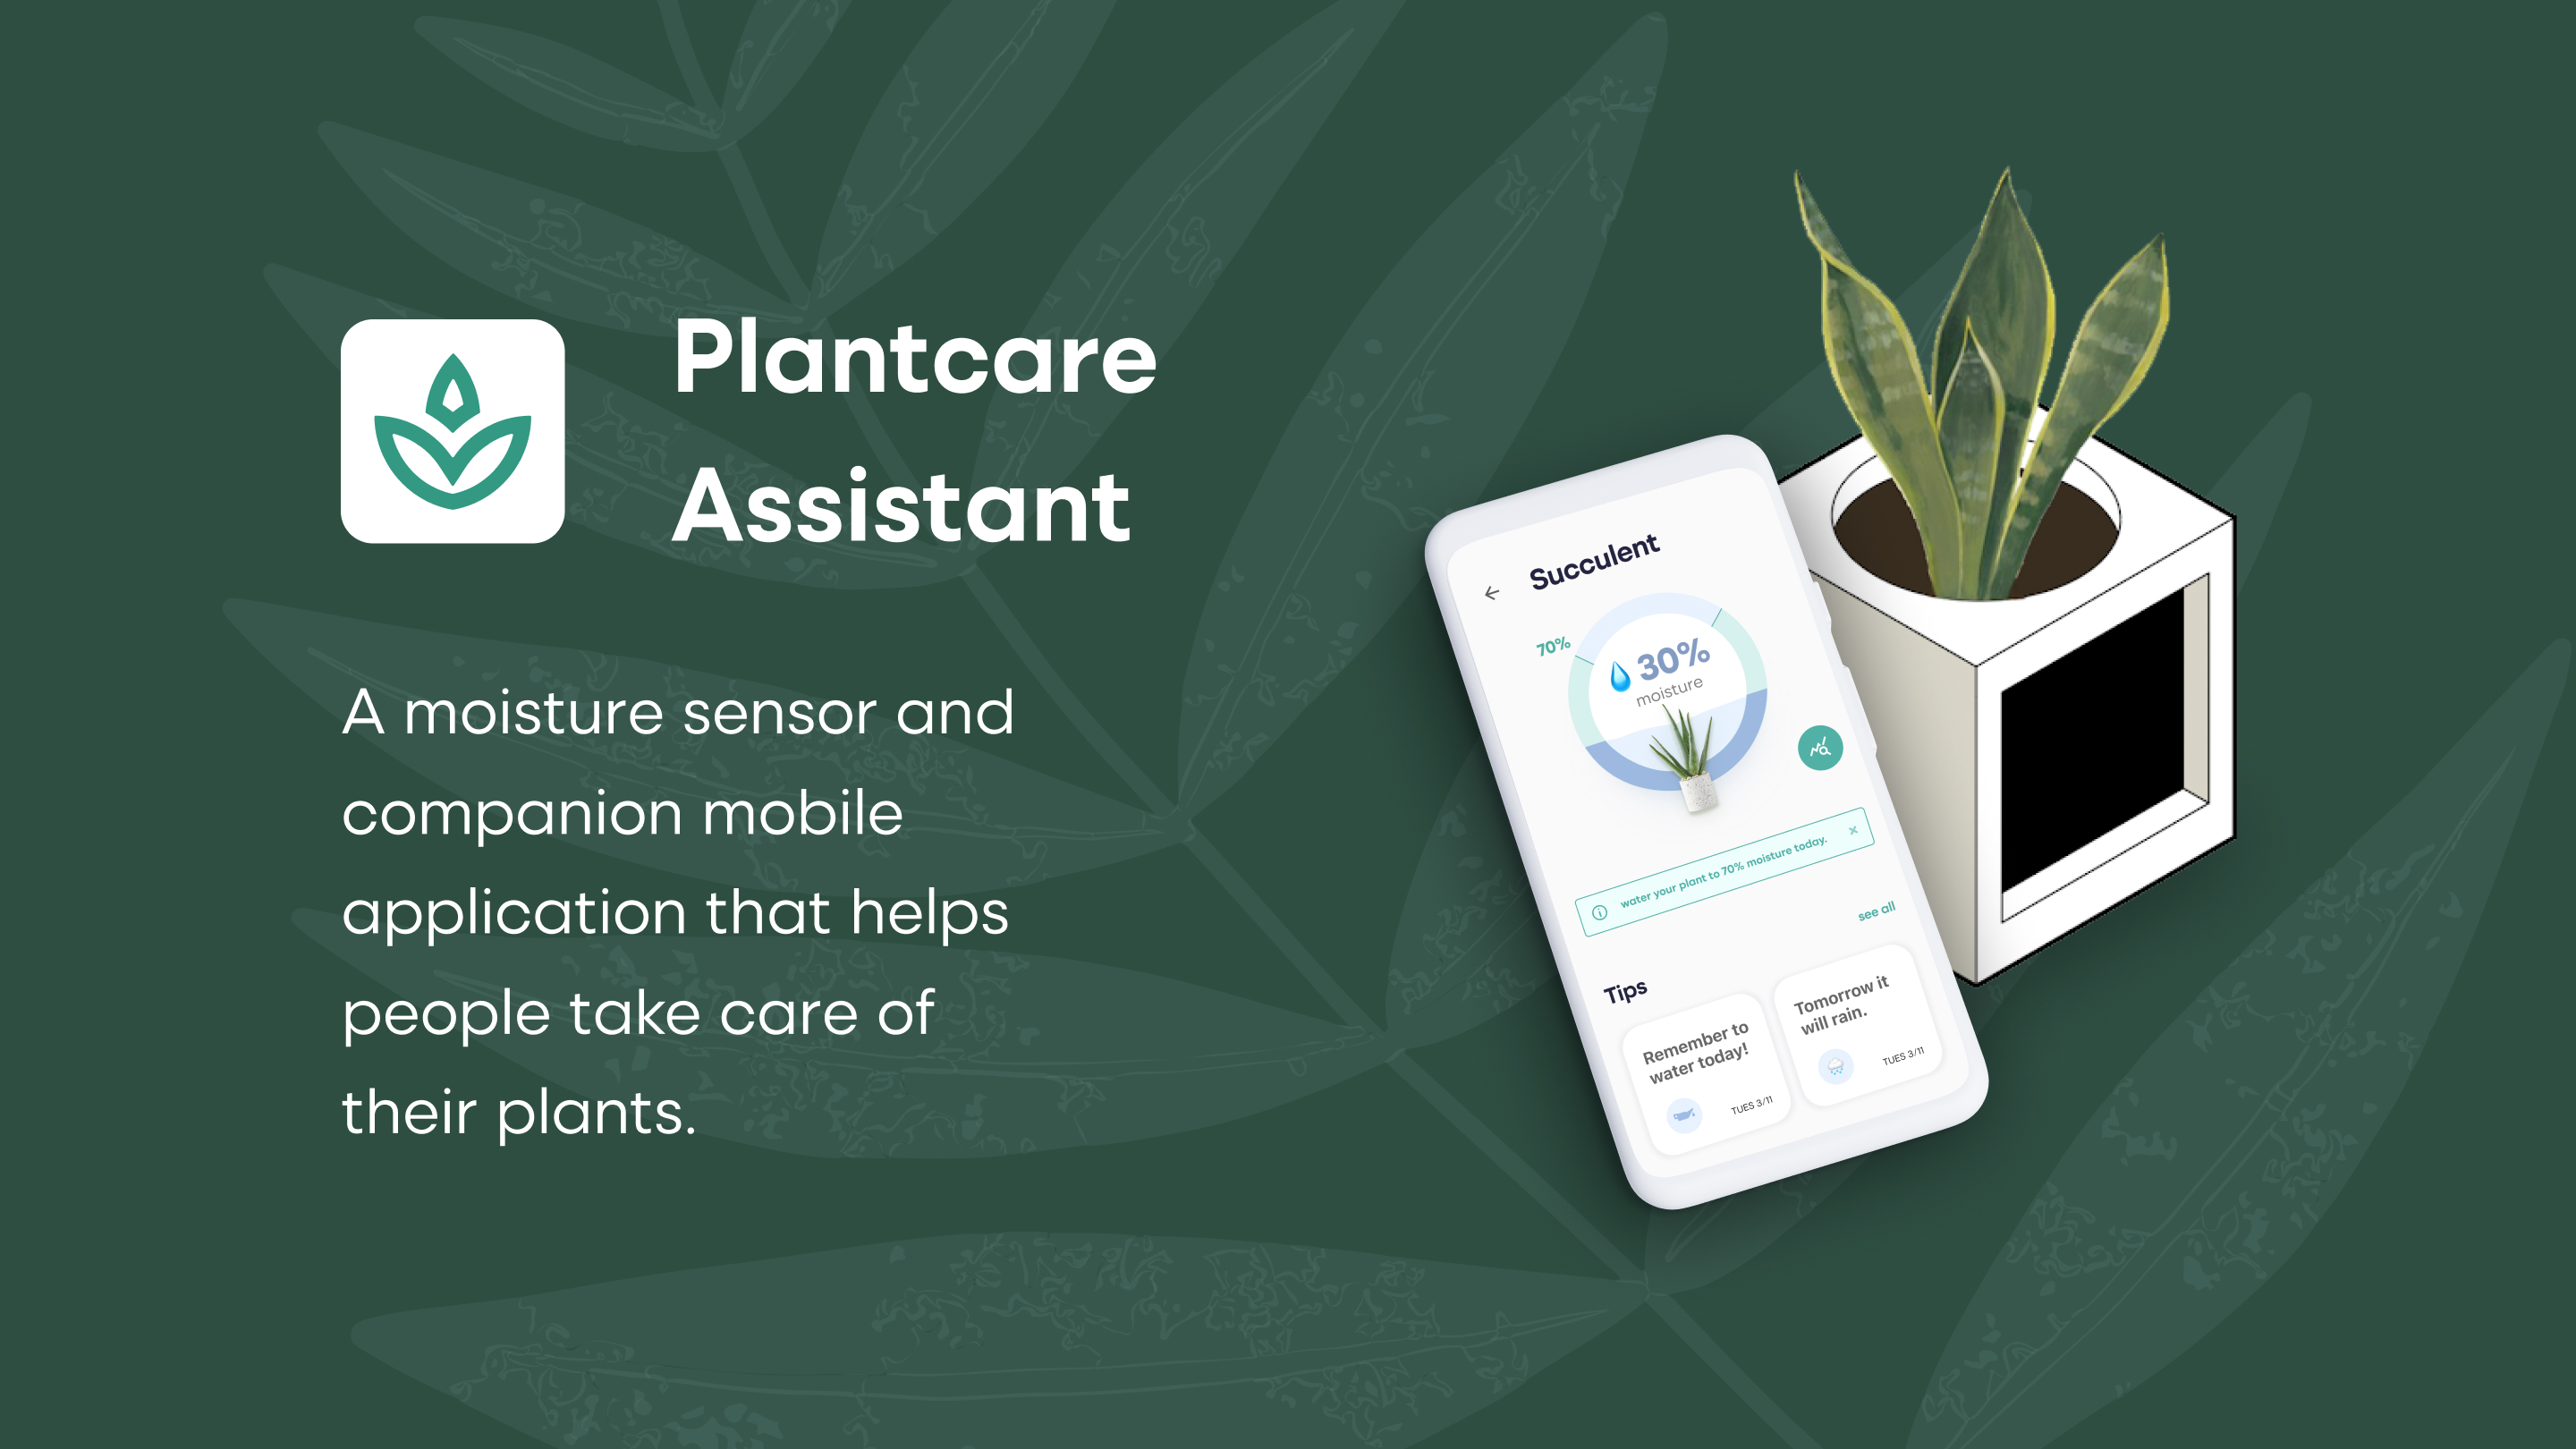 Plantcare
Assistant
A moisture sensor and
companion mobile
application that helps
people take care of
their plants.
Succulent
70%
30%
moisture
water your plant to 70% moisture today.
see all
Tips
Remember to
water today!
TUES 3/11
Tomorrow it
will rain.
TUES 3/11